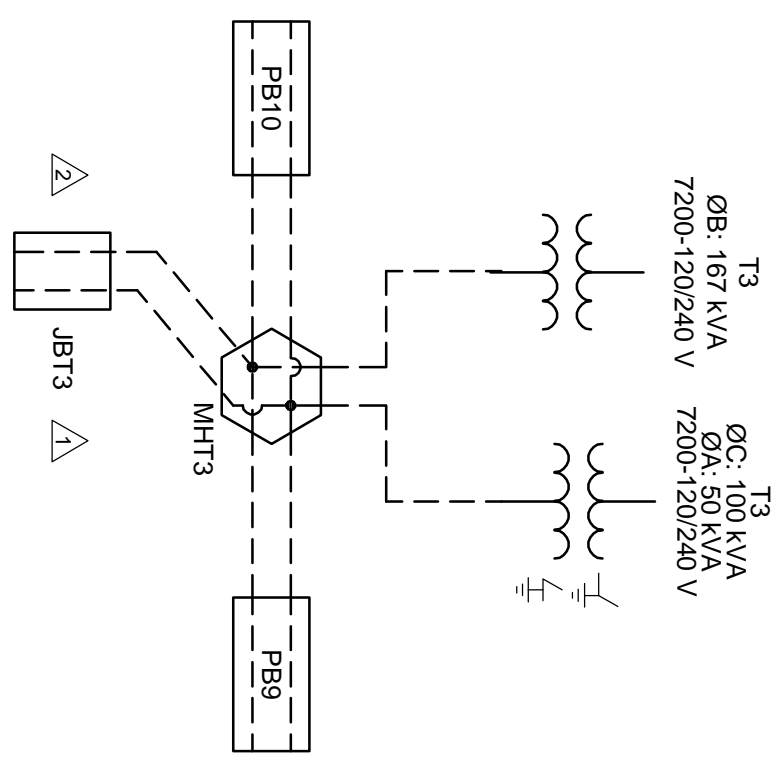 T3
ØB: 167 kVA
7200-120/240 V
T3
ØC: 100 kVA
ØA: 50 kVA
7200-120/240 V
PB10
MHT3
PB9
JBT3
2
1